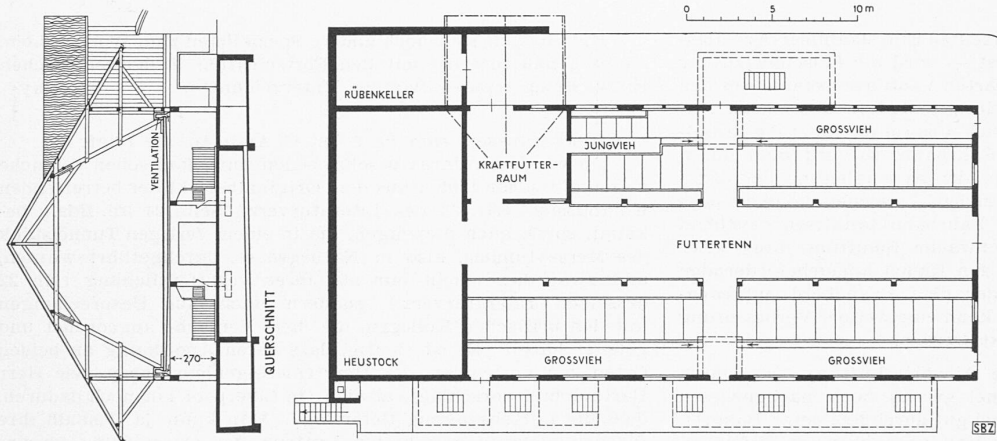 VENTILATION
270
QUERSCHNITT
0 5 10 m
RÜBENKELLER
KRAFTFUTTER-
RAUM
JUNGVIEH
GROSSVIEH
FUTTERTENN
HEUSTOCK
GROSSVIEH
GROSSVIEH
SBZ